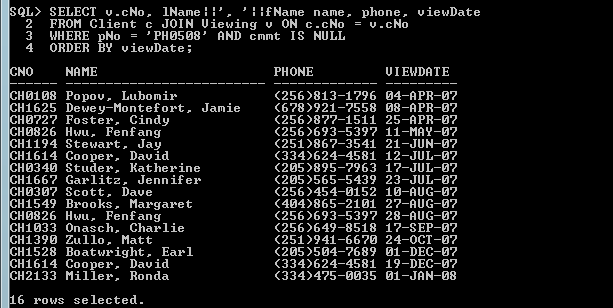 SQL> SELECT v.cNo, lName||', '||fName name, phone, viewDate
2 FROM Client c JOIN Viewing v ON c.cNo = v.cNo
3 WHERE pNo = 'PH0508' AND cmmt IS NULL
4 ORDER BY viewDate;
CNO NAME PHONE VIEWDATE
CH0108 Popov, Lubomir (256)813-1796 04-APR-07
CH1625 Dewey-Montefort, Jamie (678)921-7558 08-APR-07
CH0727 Foster, Cindy (256)877-1511 25-APR-07
CH0826 Hwu, Fenfang (256)693-5397 11-MAY-07
CH1194 Stewart, Jay (251)867-3541 21-JUN-07
CH1614 Cooper, David (334)624-4581 12-JUL-07
CH0340 Studer, Katherine (205)895-7963 17-JUL-07
CH1667 Garlitz, Jennifer (205)565-5439 23-JUL-07
CH0307 Scott, Dave (256)454-0152 10-AUG-07
CH1549 Brooks, Margaret (404)865-2101 27-AUG-07
CH0826 Hwu, Fenfang (256)693-5397 28-AUG-07
CH1033 Onasch, Charlie (256)649-8518 17-SEP-07
CH1390 Zullo, Matt (251)941-6670 24-OCT-07
CH1528 Boatwright, Earl (205)504-7689 01-DEC-07
CH1614 Cooper, David (334)624-4581 19-DEC-07
CH2133 Miller, Ronda (334)475-0035 01-JAN-08
16 rows selected.